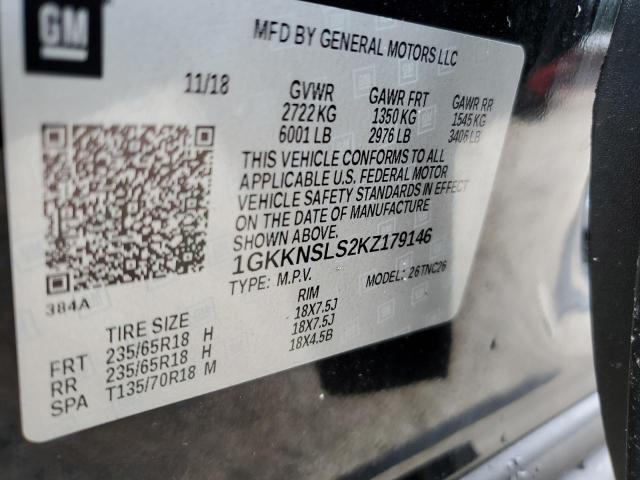 GM
MFD BY GENERAL MOTORS LLC
11/18 GVWR GAWR FRT GAWR RR
2722 KG 1350 KG 1545 KG
6001 LB 2976 LB 3406 LB
THIS VEHICLE CONFORMS TO ALL
APPLICABLE U.S. FEDERAL MOTOR
VEHICLE SAFETY STANDARDS IN EFFECT
ON THE DATE OF MANUFACTURE
SHOWN ABOVE.
1GKKNSLS2KZ179146
TYPE: M.P.V. MODEL: 26TNC26
384A
TIRE SIZE RIM
FRT 235/65R18 H 18X7.5J
RR 235/65R18 H 18X7.5J
SPA T135/70R18 M 18X4.5B